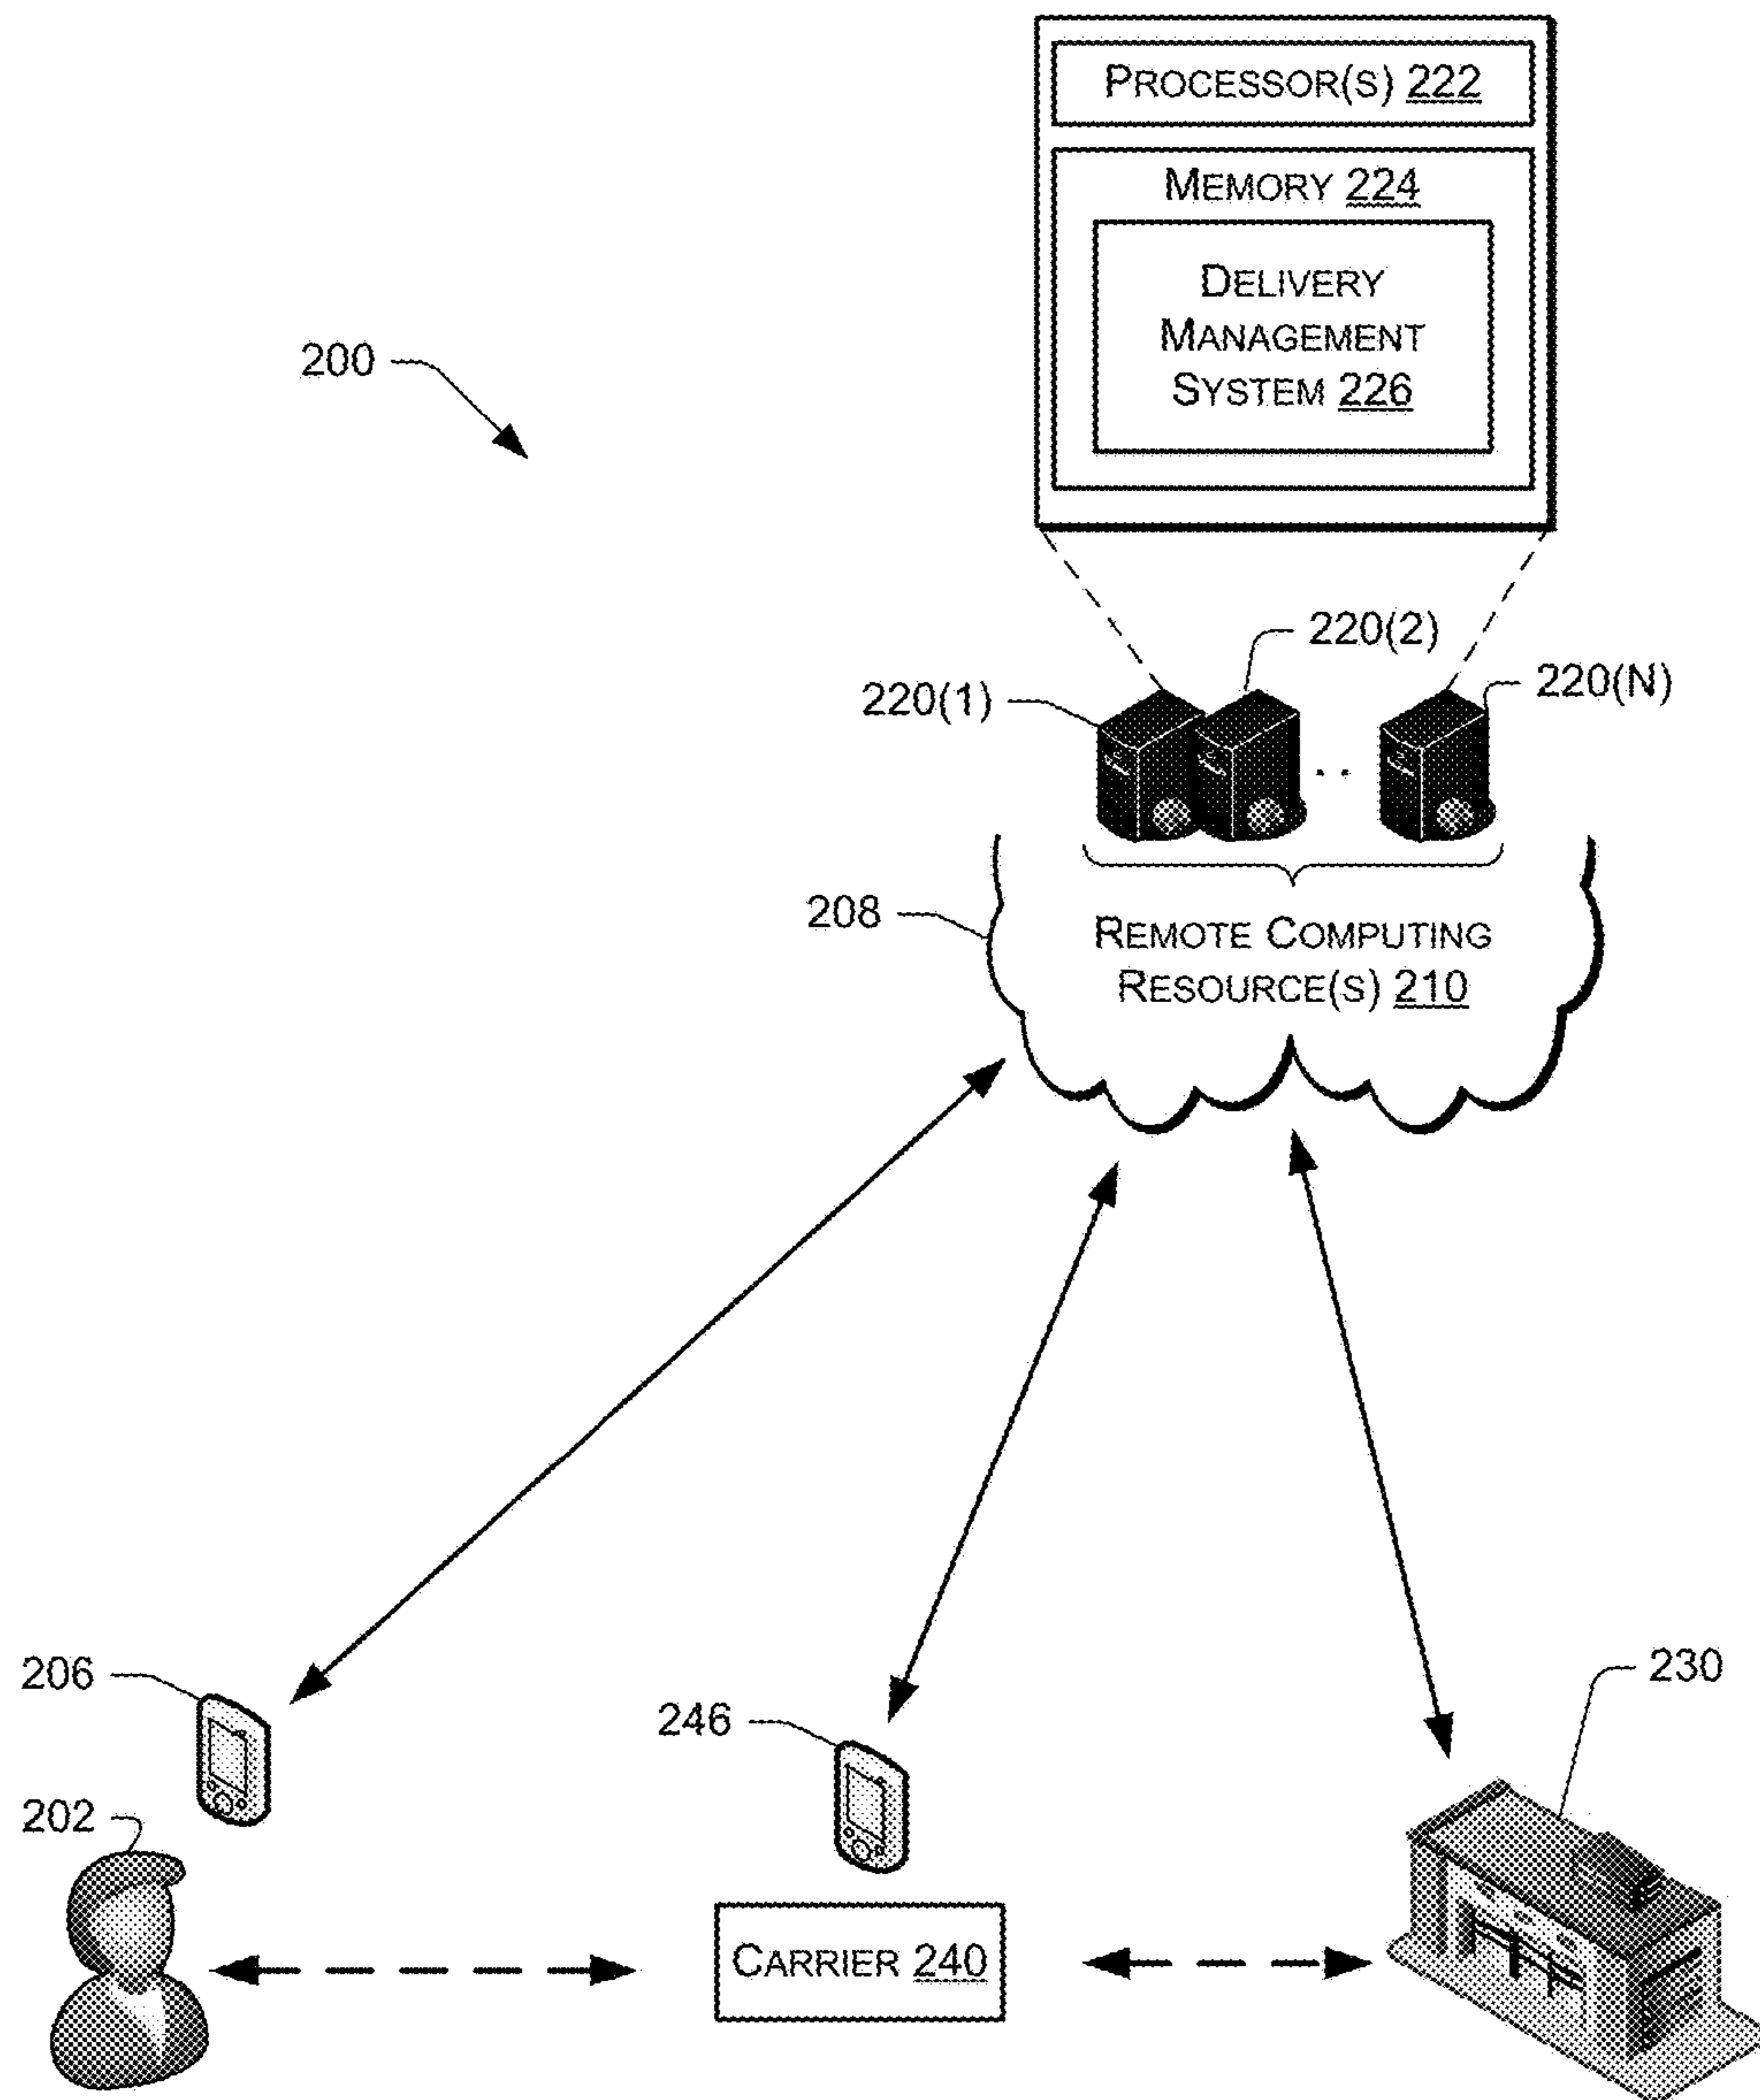 PROCESSOR(S) 222
MEMORY 224
DELIVERY
MANAGEMENT
SYSTEM 226
200
220(2)
220(1)
220(N)
208
REMOTE COMPUTING
RESOURCE(S) 210
206
230
246
202
CARRIER 240